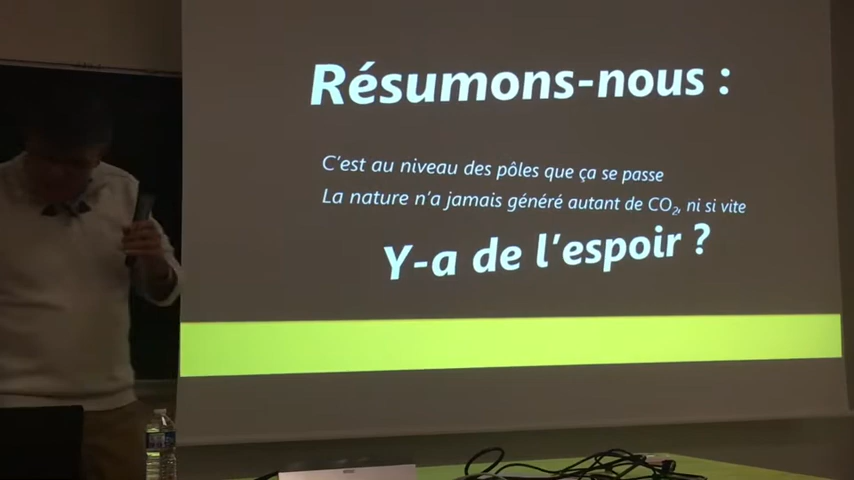 Résumons-nous :
C'est au niveau des pôles que ça se passe
La nature n'a jamais généré autant de CO₂, ni si vite
Y-a de l'espoir ?